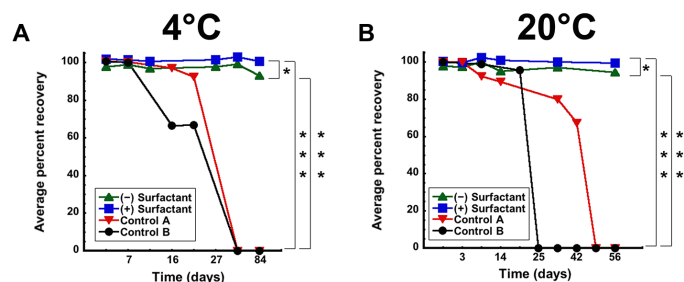 A
4°C
Average percent recovery
100
80
60
40
20
0
(−) Surfactant
(+) Surfactant
Control A
Control B
7
16
27
84
Time (days)
*
* * *
* * *
B
20°C
Average percent recovery
100
80
60
40
20
0
(−) Surfactant
(+) Surfactant
Control A
Control B
3
14
25
42
56
Time (days)
*
* * *
* * *